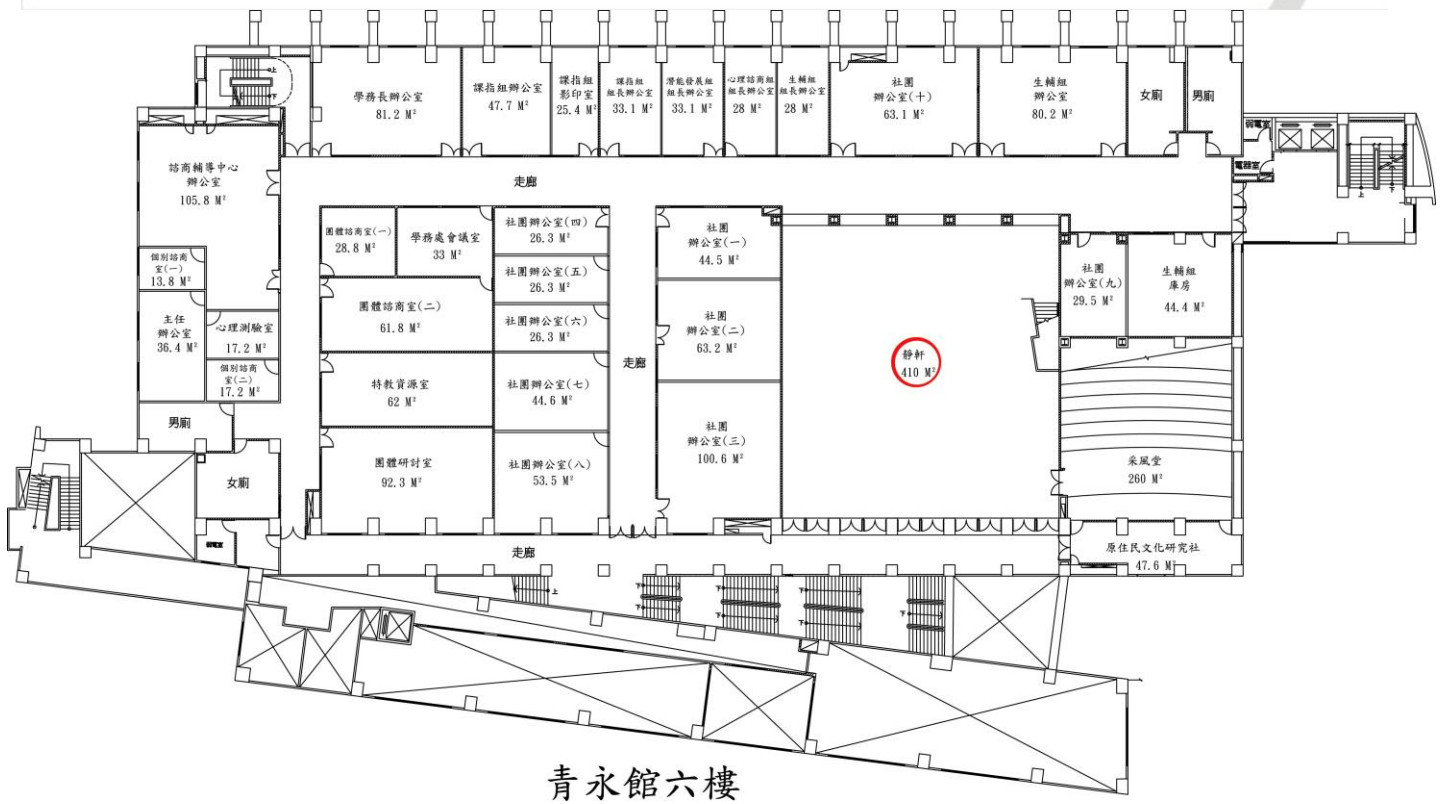 上
下
學務長辦公室
81.2 M²
課指組辦公室
47.7 M²
課指組
影印室
25.4 M²
課指組
組長辦公室
33.1 M²
潛能發展組
組長辦公室
33.1 M²
心理諮商組
組長辦公室
28 M²
生輔組
組長辦公室
28 M²
社團
辦公室(十)
63.1 M²
生輔組
辦公室
80.2 M²
女廁
男廁
弱電室
電器室
上
下
諮商輔導中心
辦公室
105.8 M²
走廊
團體諮商室(一)
28.8 M²
學務處會議室
33 M²
社團辦公室(四)
26.3 M²
社團
辦公室(一)
44.5 M²
個別諮商
室(一)
13.8 M²
社團辦公室(五)
26.3 M²
社團
辦公室(九)
29.5 M²
生輔組
庫房
44.4 M²
主任
辦公室
36.4 M²
心理測驗室
17.2 M²
團體諮商室(二)
61.8 M²
社團辦公室(六)
26.3 M²
社團
辦公室(二)
63.2 M²
走廊
靜軒
410 M²
個別諮商
室(二)
17.2 M²
特教資源室
62 M²
社團辦公室(七)
44.6 M²
男廁
社團
辦公室(三)
100.6 M²
團體研討室
92.3 M²
社團辦公室(八)
53.5 M²
采風堂
260 M²
女廁
弱電室
走廊
原住民文化研究社
47.6 M²
上
下
下
下
下
下
下
下
青永館六樓